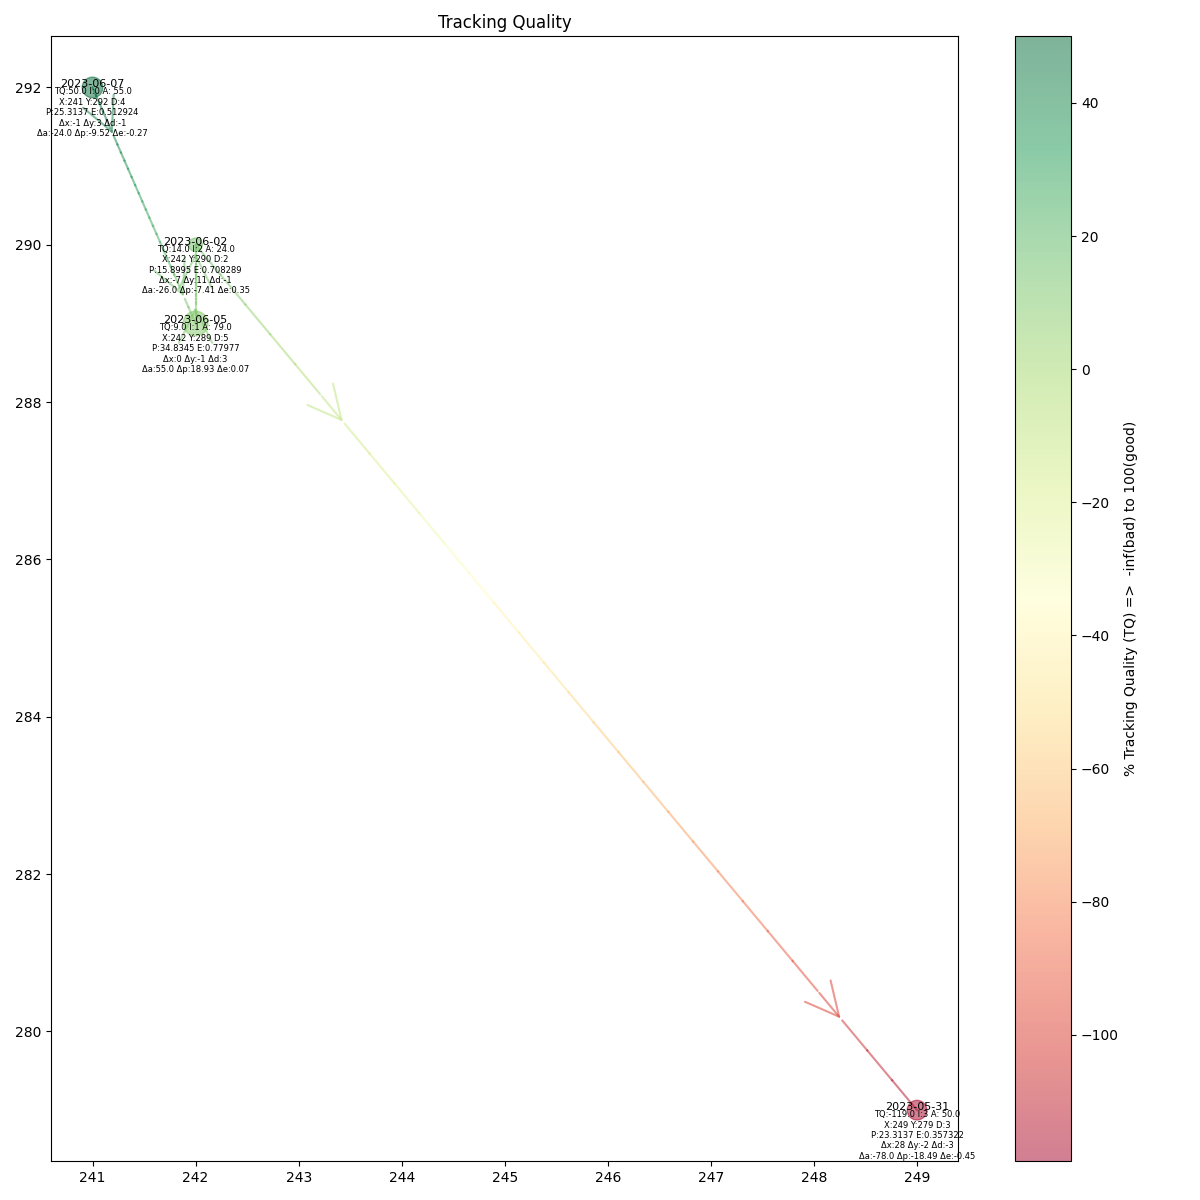 Tracking Quality
292
290
288
286
284
282
280
241
242
243
244
245
246
247
248
249
2023-06-07
TQ:50.0 I:0 A: 55.0
X:241 Y:292 D:4
P:25.3137 E:0.512924
Δx:-1 Δy:3 Δd:-1
Δa:-24.0 Δp:-9.52 Δe:-0.27
2023-06-02
TQ:14.0 I:2 A: 24.0
X:242 Y:290 D:2
P:15.8995 E:0.708289
Δx:-7 Δy:11 Δd:-1
Δa:-26.0 Δp:-7.41 Δe:0.35
2023-06-05
TQ:9.0 I:1 A: 79.0
X:242 Y:289 D:5
P:34.8345 E:0.77977
Δx:0 Δy:-1 Δd:3
Δa:55.0 Δp:18.93 Δe:0.07
2023-05-31
TQ:-119.0 I:3 A: 50.0
X:249 Y:279 D:3
P:23.3137 E:0.357322
Δx:28 Δy:-2 Δd:-3
Δa:-78.0 Δp:-18.49 Δe:-0.45
40
20
0
−20
−40
−60
−80
−100
% Tracking Quality (TQ) =>  -inf(bad) to 100(good)